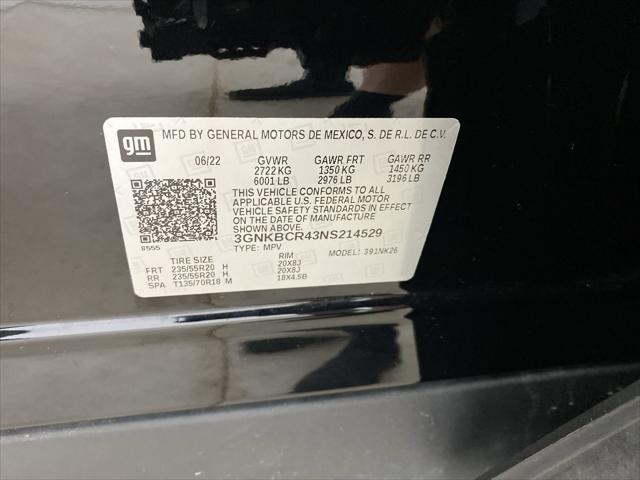 gm MFD BY GENERAL MOTORS DE MEXICO, S. DE R.L. DE C.V.
06/22 GVWR GAWR FRT GAWR RR
2722 KG 1350 KG 1450 KG
6001 LB 2976 LB 3196 LB
THIS VEHICLE CONFORMS TO ALL
APPLICABLE U.S. FEDERAL MOTOR
VEHICLE SAFETY STANDARDS IN EFFECT
ON THE DATE OF MANUFACTURE
SHOWN ABOVE.
3GNKBCR43NS214529
8555 TYPE: MPV MODEL: 391NK26
TIRE SIZE RIM
FRT 235/55R20 H 20X8J
RR 235/55R20 H 20X8J
SPA T135/70R18 M 18X4.5B